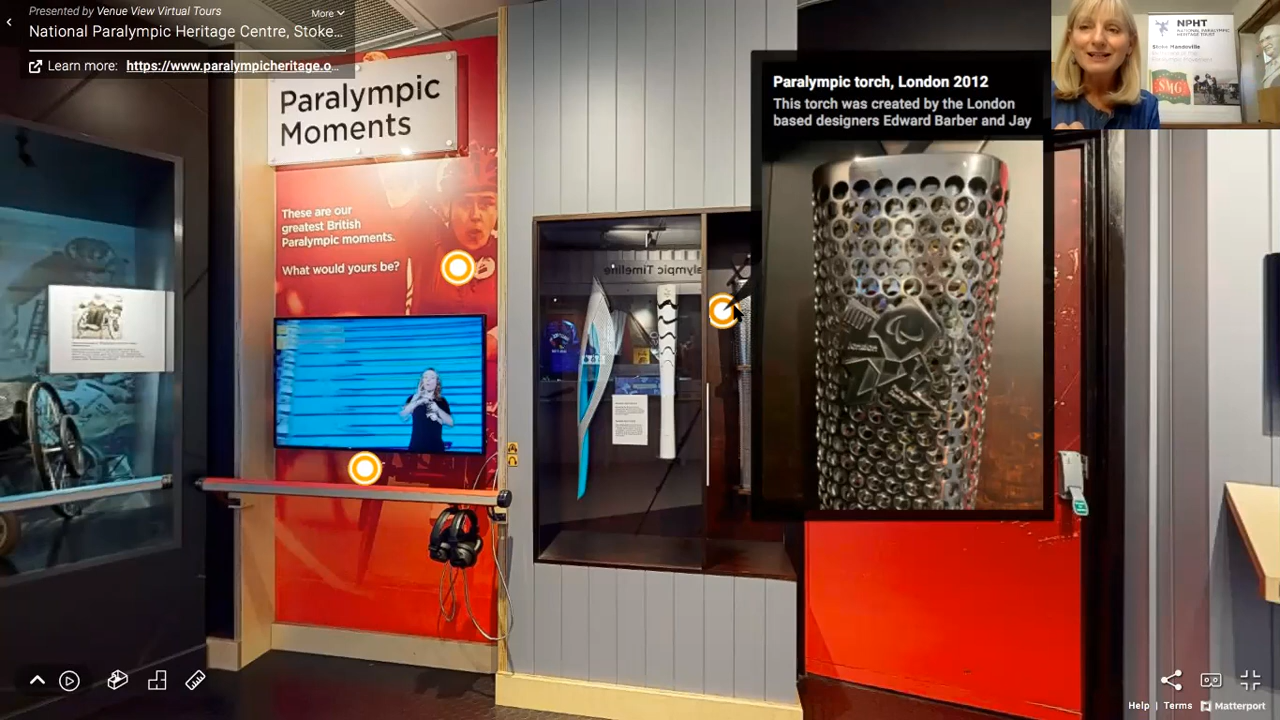 Presented by Venue View Virtual Tours
More
National Paralympic Heritage Centre, Stoke...
Learn more: https://www.paralympicheritage.o...
Paralympic
Moments
These are our
greatest British
Paralympic moments.
What would yours be?
alympic Timeline
Paralympic torch, London 2012
This torch was created by the London
based designers Edward Barber and Jay
NPHT
NATIONAL PARALYMPIC
HERITAGE TRUST
Stoke Mandeville
SMG
Help | Terms
Matterport